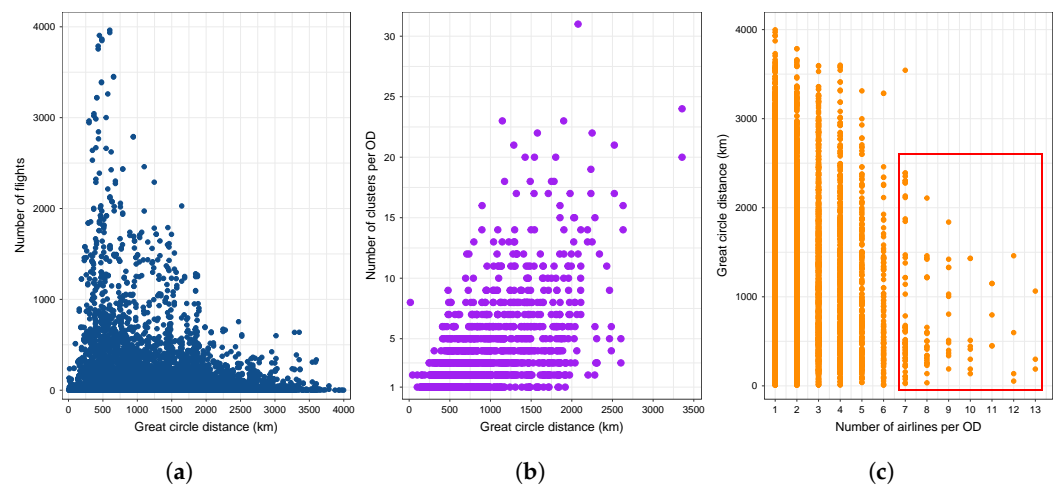 4000
3000
2000
1000
0
Number of flights
0 500 1000 1500 2000 2500 3000 3500 4000
Great circle distance (km)
(a)
30
25
20
15
10
5
1
Number of clusters per OD
0 500 1000 1500 2000 2500 3000 3500
Great circle distance (km)
(b)
4000
3000
2000
1000
0
Great circle distance (km)
1 2 3 4 5 6 7 8 9 10 11 12 13
Number of airlines per OD
(c)